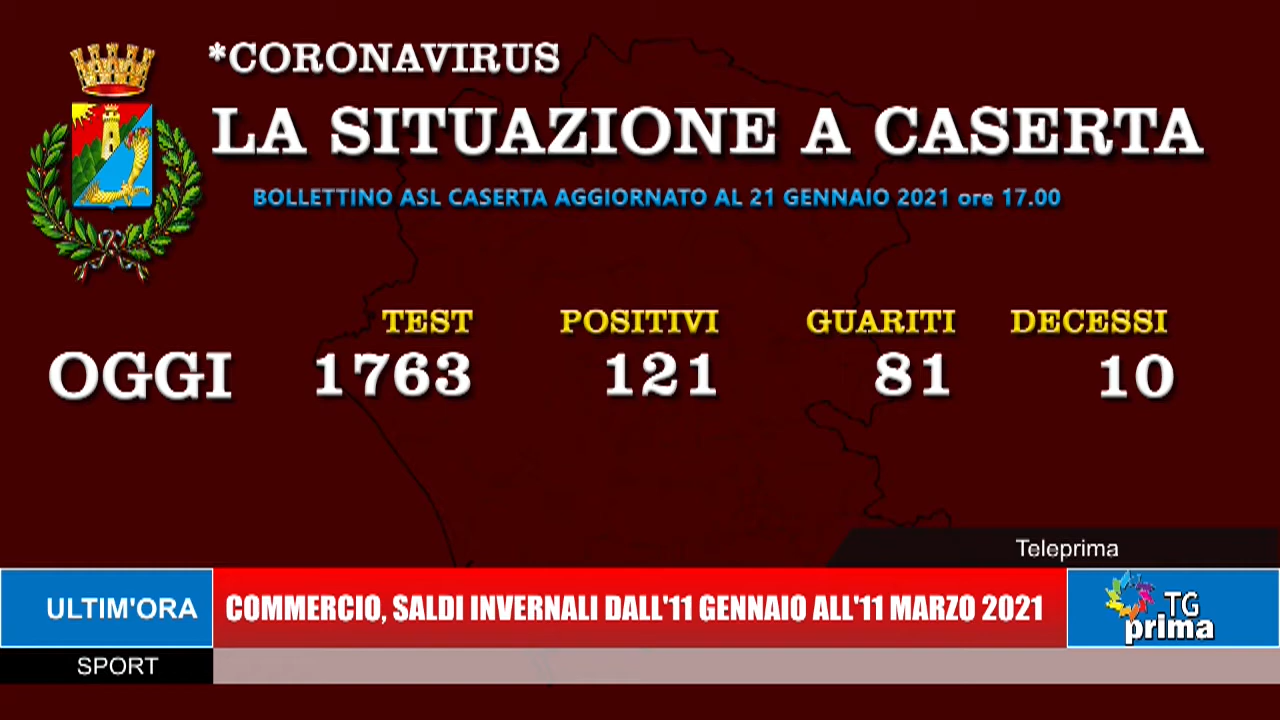 *CORONAVIRUS
LA SITUAZIONE A CASERTA
BOLLETTINO ASL CASERTA AGGIORNATO AL 21 GENNAIO 2021 ore 17.00
TEST POSITIVI GUARITI DECESSI
OGGI 1763 121 81 10
Teleprima
ULTIM'ORA COMMERCIO, SALDI INVERNALI DALL'11 GENNAIO ALL'11 MARZO 2021
TG
prima
SPORT